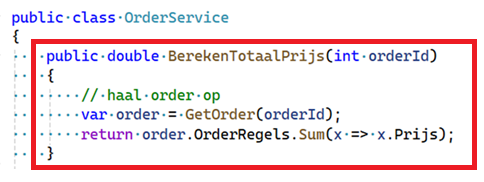 public class OrderService
{
public double BerekenTotaalPrijs(int orderId)
{
// haal order op
var order = GetOrder(orderId);
return order.OrderRegels.Sum(x => x.Prijs);
}